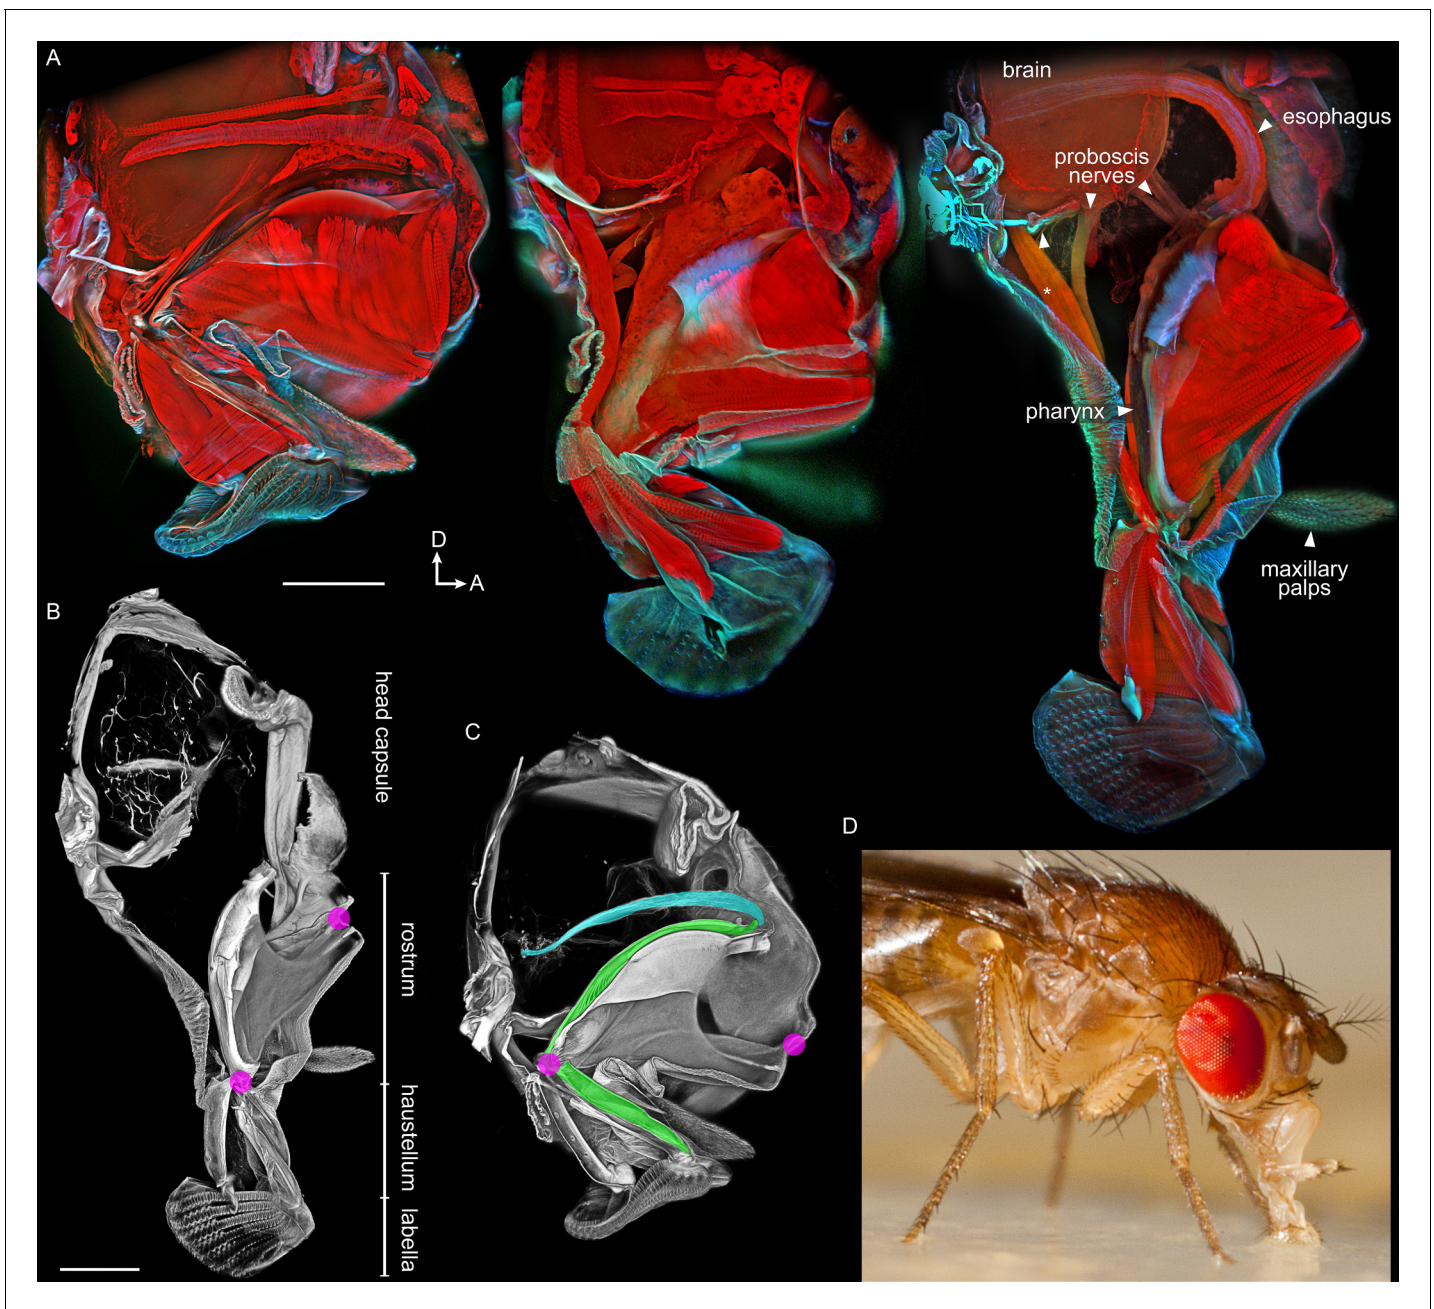 A
brain
esophagus
proboscis
nerves
*
pharynx
maxillary
palps
D
A
B
head capsule
rostrum
haustellum
labella
C
D